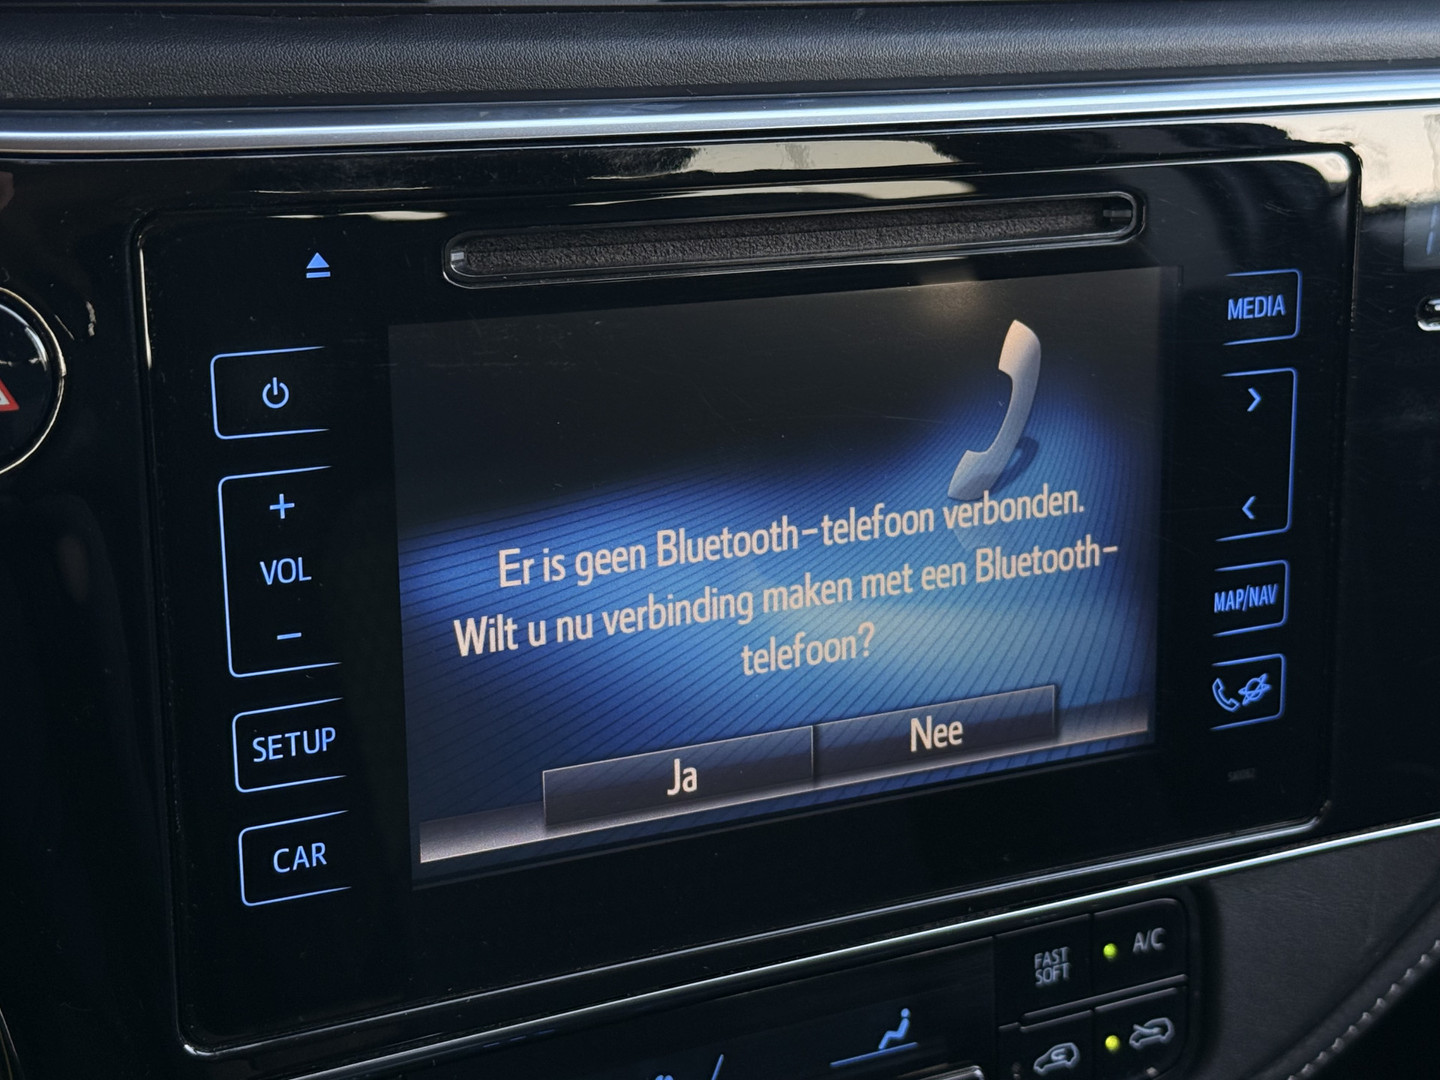 MEDIA
VOL
MAP/NAV
SETUP
CAR
Er is geen Bluetooth-telefoon verbonden.
Wilt u nu verbinding maken met een Bluetooth-
telefoon?
Ja
Nee
FAST
SOFT
A/C